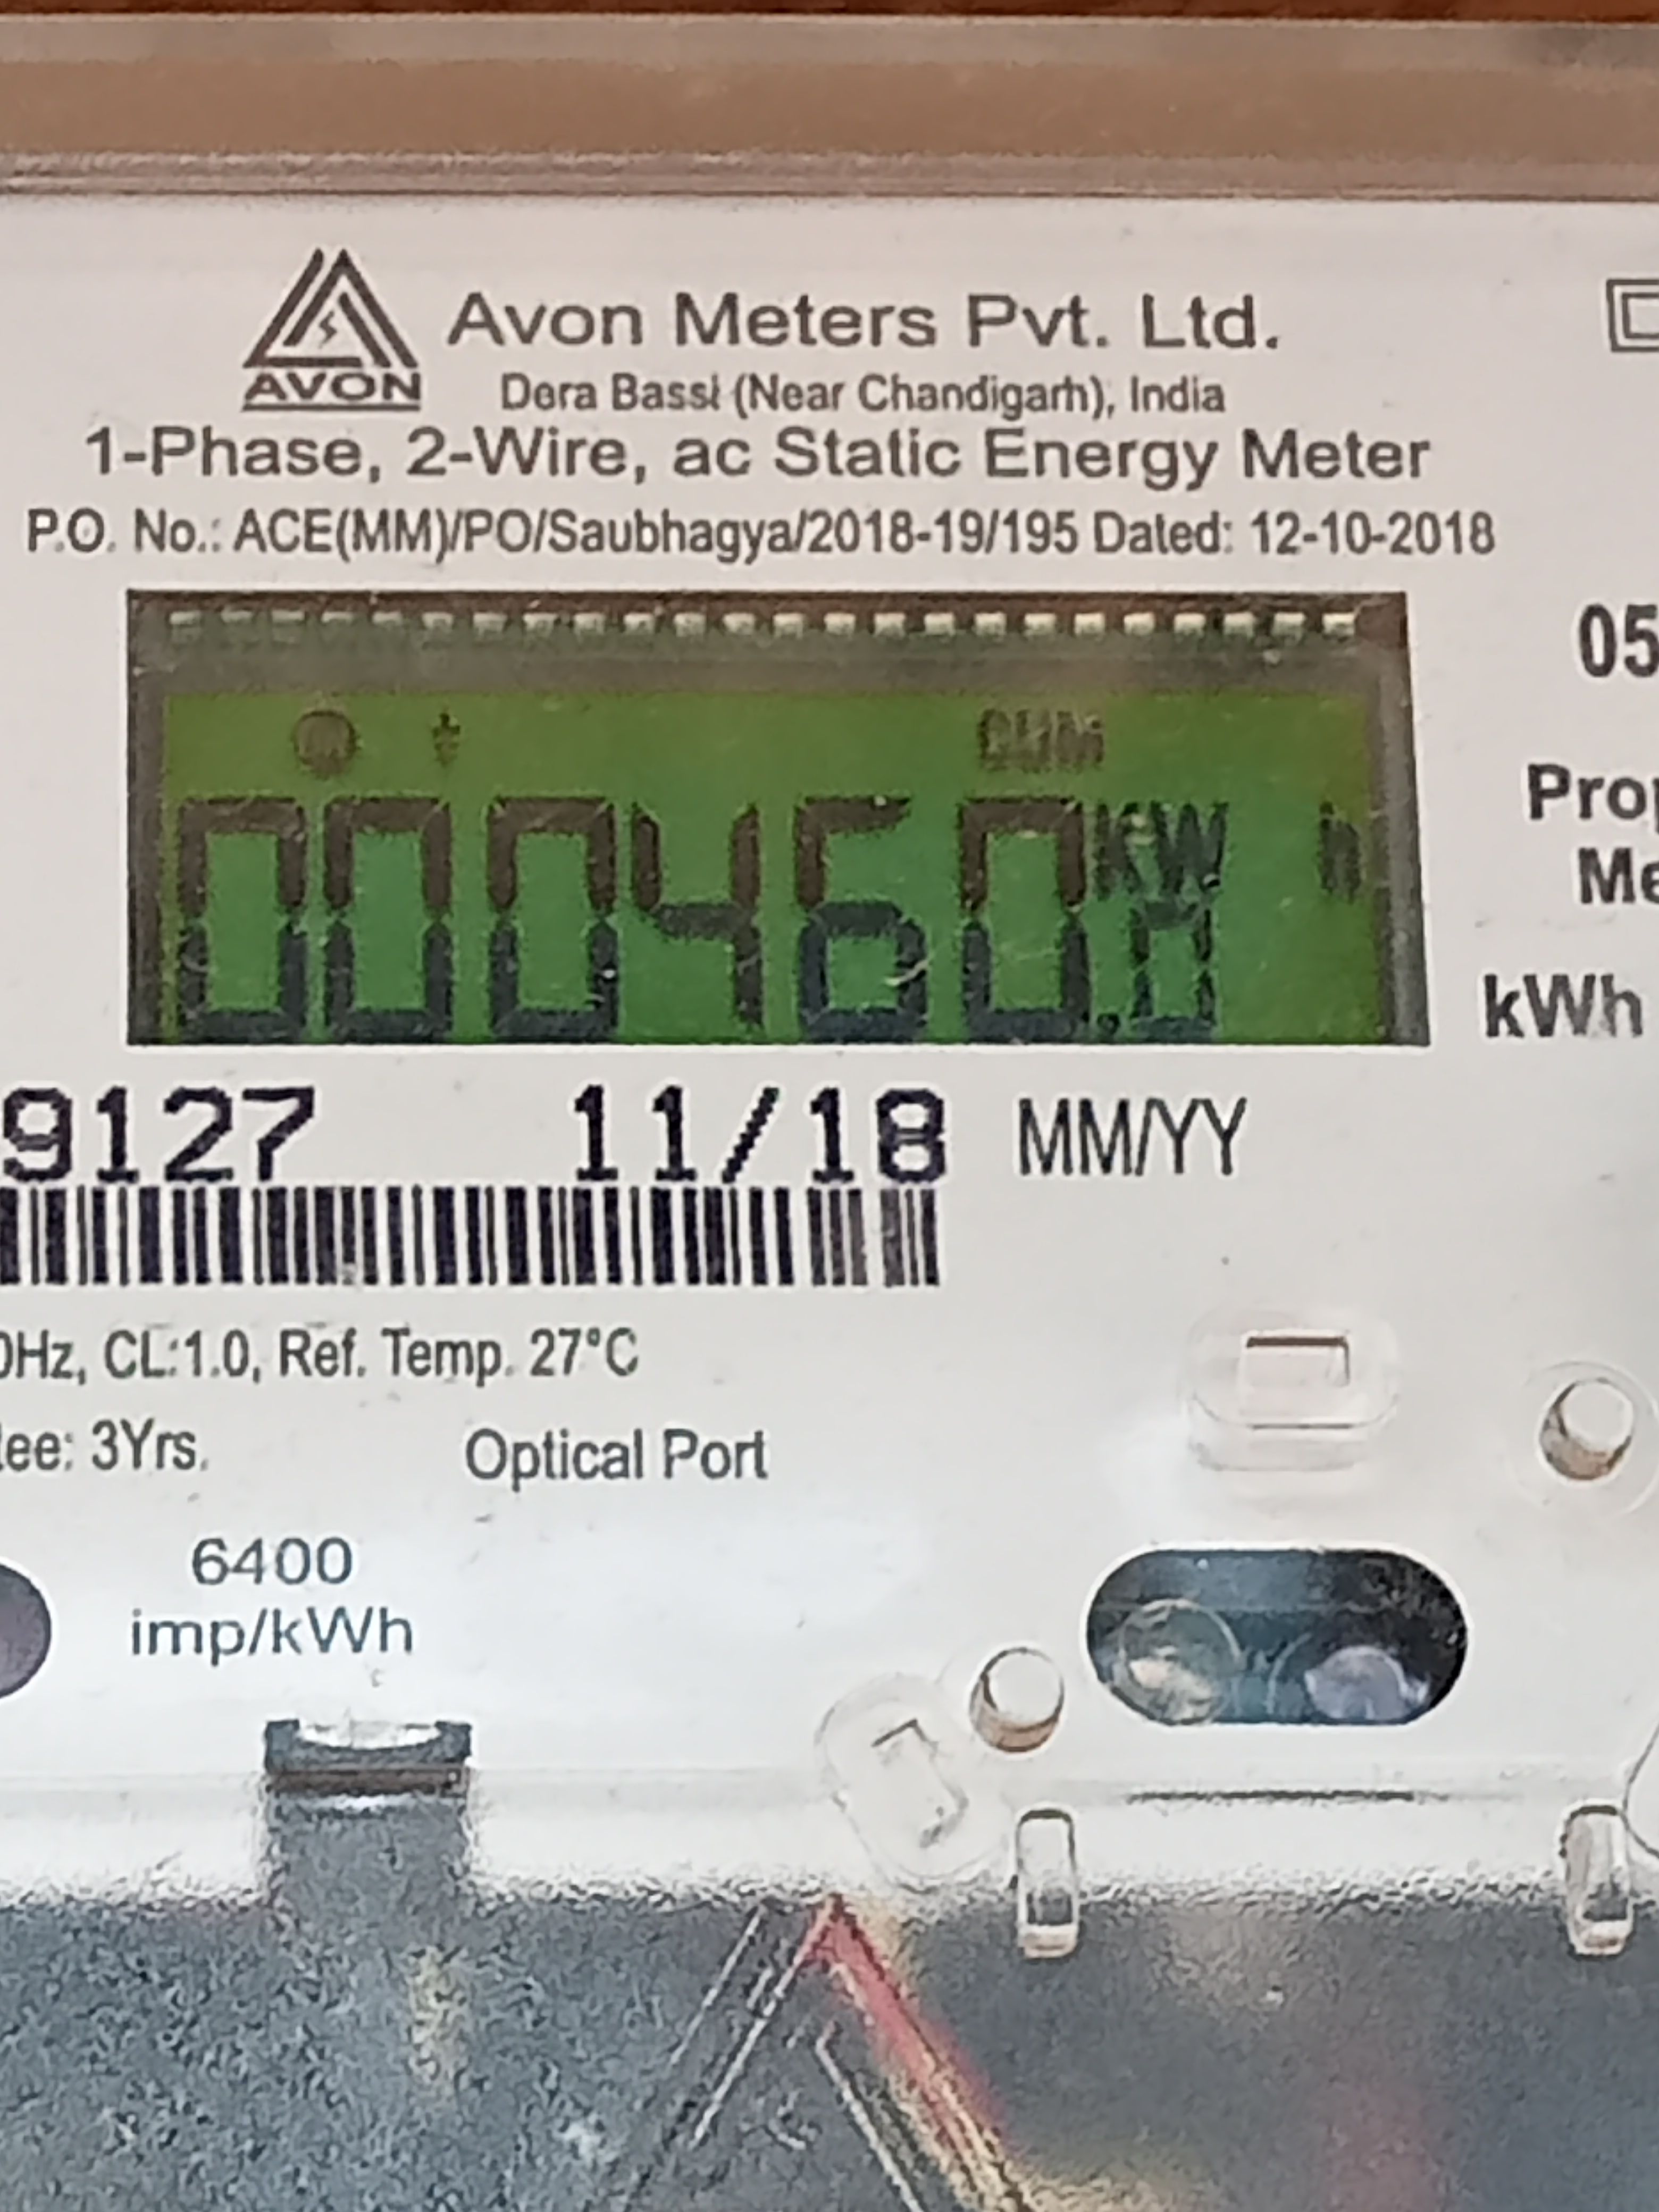 AVON
Avon Meters Pvt. Ltd.
Dera Bassi (Near Chandigarh), India
1-Phase, 2-Wire, ac Static Energy Meter
P.O. No.: ACE(MM)/PO/Saubhagya/2018-19/195 Dated: 12-10-2018
05
CUM
000460.0 KW h
Prop
Me
kWh
9127 11/18 MM/YY
0Hz, CL:1.0, Ref. Temp. 27°C
tee: 3Yrs.
Optical Port
6400
imp/kWh